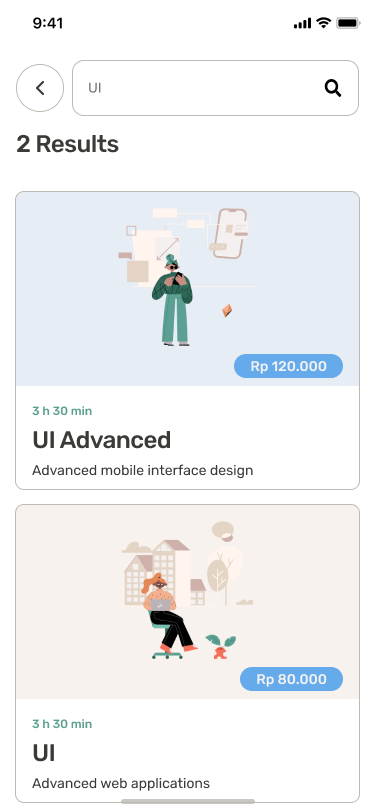 9:41
UI
2 Results
Rp 120.000
3 h 30 min
UI Advanced
Advanced mobile interface design
Rp 80.000
3 h 30 min
UI
Advanced web applications